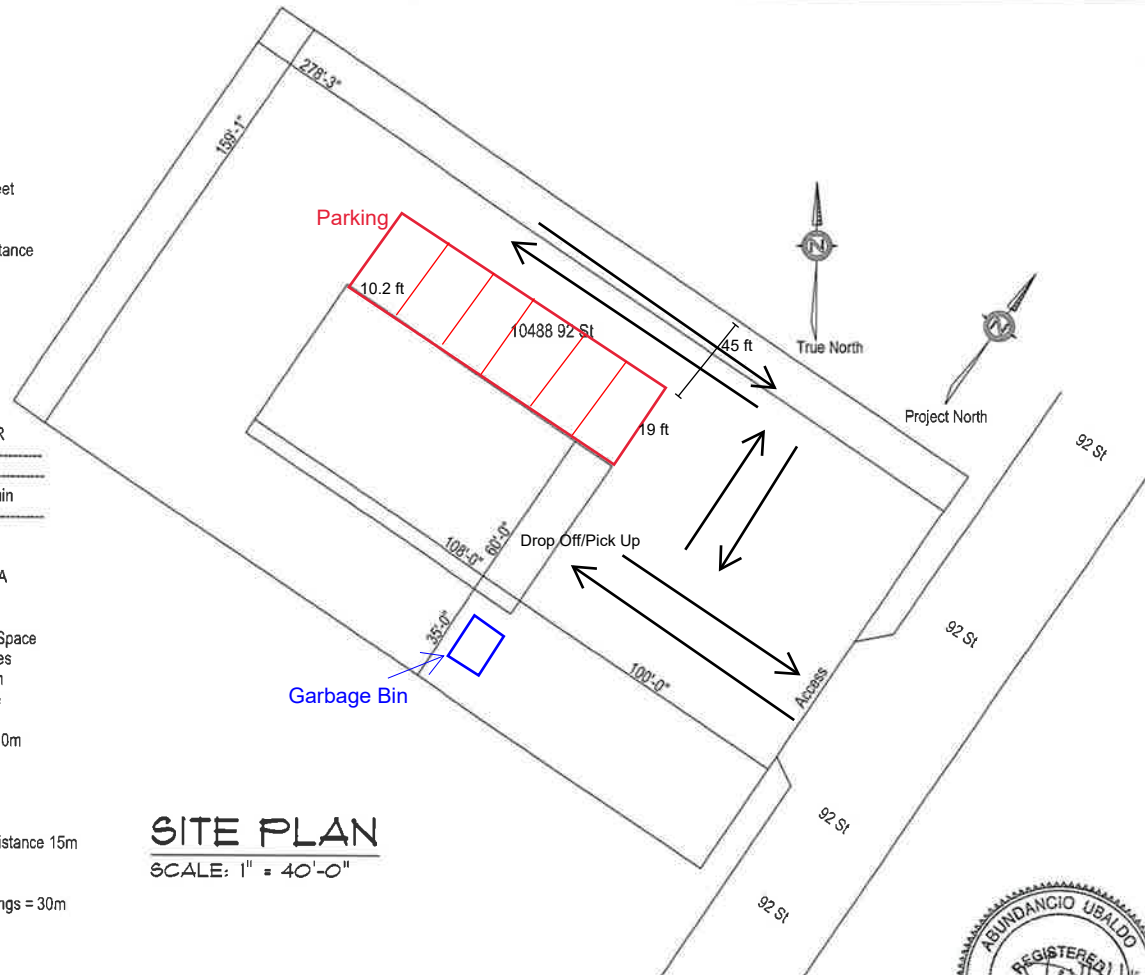 278'-3"
159'-1"
eet
tance
Parking
10.2 ft
10488 92 St
45 ft
N
True North
N
Project North
92 St
R
19 ft
in
Drop Off/Pick Up
60'-0"
108'-0"
A
Space
es
35'-0"
92 St
100'-0"
Access
Garbage Bin
0m
92 St
SITE PLAN
SCALE: 1" = 40'-0"
istance 15m
ngs = 30m
92 St
ABUNDANCIO UBALDO
REGISTERED